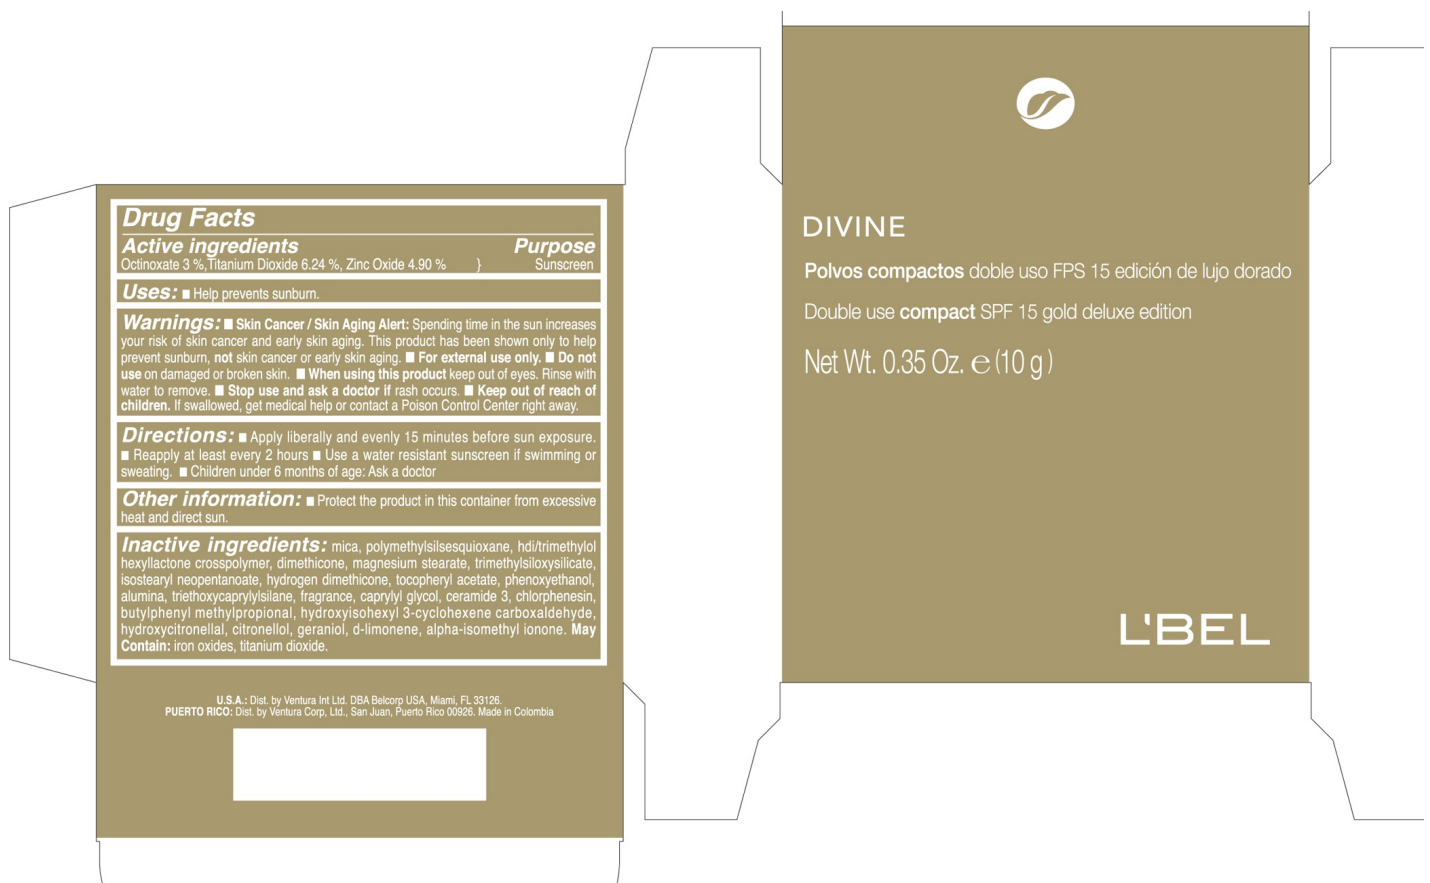 Drug Facts
Active ingredients Purpose
Octinoxate 3 %,Titanium Dioxide 6.24 %, Zinc Oxide 4.90 % } Sunscreen
Uses: ■ Help prevents sunburn.
Warnings: ■ Skin Cancer / Skin Aging Alert: Spending time in the sun increases
your risk of skin cancer and early skin aging. This product has been shown only to help
prevent sunburn, not skin cancer or early skin aging. ■ For external use only. ■ Do not
use on damaged or broken skin. ■ When using this product keep out of eyes. Rinse with
water to remove. ■ Stop use and ask a doctor if rash occurs. ■ Keep out of reach of
children. If swallowed, get medical help or contact a Poison Control Center right away.
Directions: ■ Apply liberally and evenly 15 minutes before sun exposure.
■ Reapply at least every 2 hours ■ Use a water resistant sunscreen if swimming or
sweating. ■ Children under 6 months of age: Ask a doctor
Other information: ■ Protect the product in this container from excessive
heat and direct sun.
Inactive ingredients: mica, polymethylsilsesquioxane, hdi/trimethylol
hexyllactone crosspolymer, dimethicone, magnesium stearate, trimethylsiloxysilicate,
isostearyl neopentanoate, hydrogen dimethicone, tocopheryl acetate, phenoxyethanol,
alumina, triethoxycaprylylsilane, fragrance, caprylyl glycol, ceramide 3, chlorphenesin,
butylphenyl methylpropional, hydroxyisohexyl 3-cyclohexene carboxaldehyde,
hydroxycitronellal, citronellol, geraniol, d-limonene, alpha-isomethyl ionone. May
Contain: iron oxides, titanium dioxide.
U.S.A.: Dist. by Ventura Int Ltd. DBA Belcorp USA, Miami, FL 33126.
PUERTO RICO: Dist. by Ventura Corp, Ltd., San Juan, Puerto Rico 00926. Made in Colombia
DIVINE
Polvos compactos doble uso FPS 15 edición de lujo dorado
Double use compact SPF 15 gold deluxe edition
Net Wt. 0.35 Oz. ℮ (10 g)
L'BEL